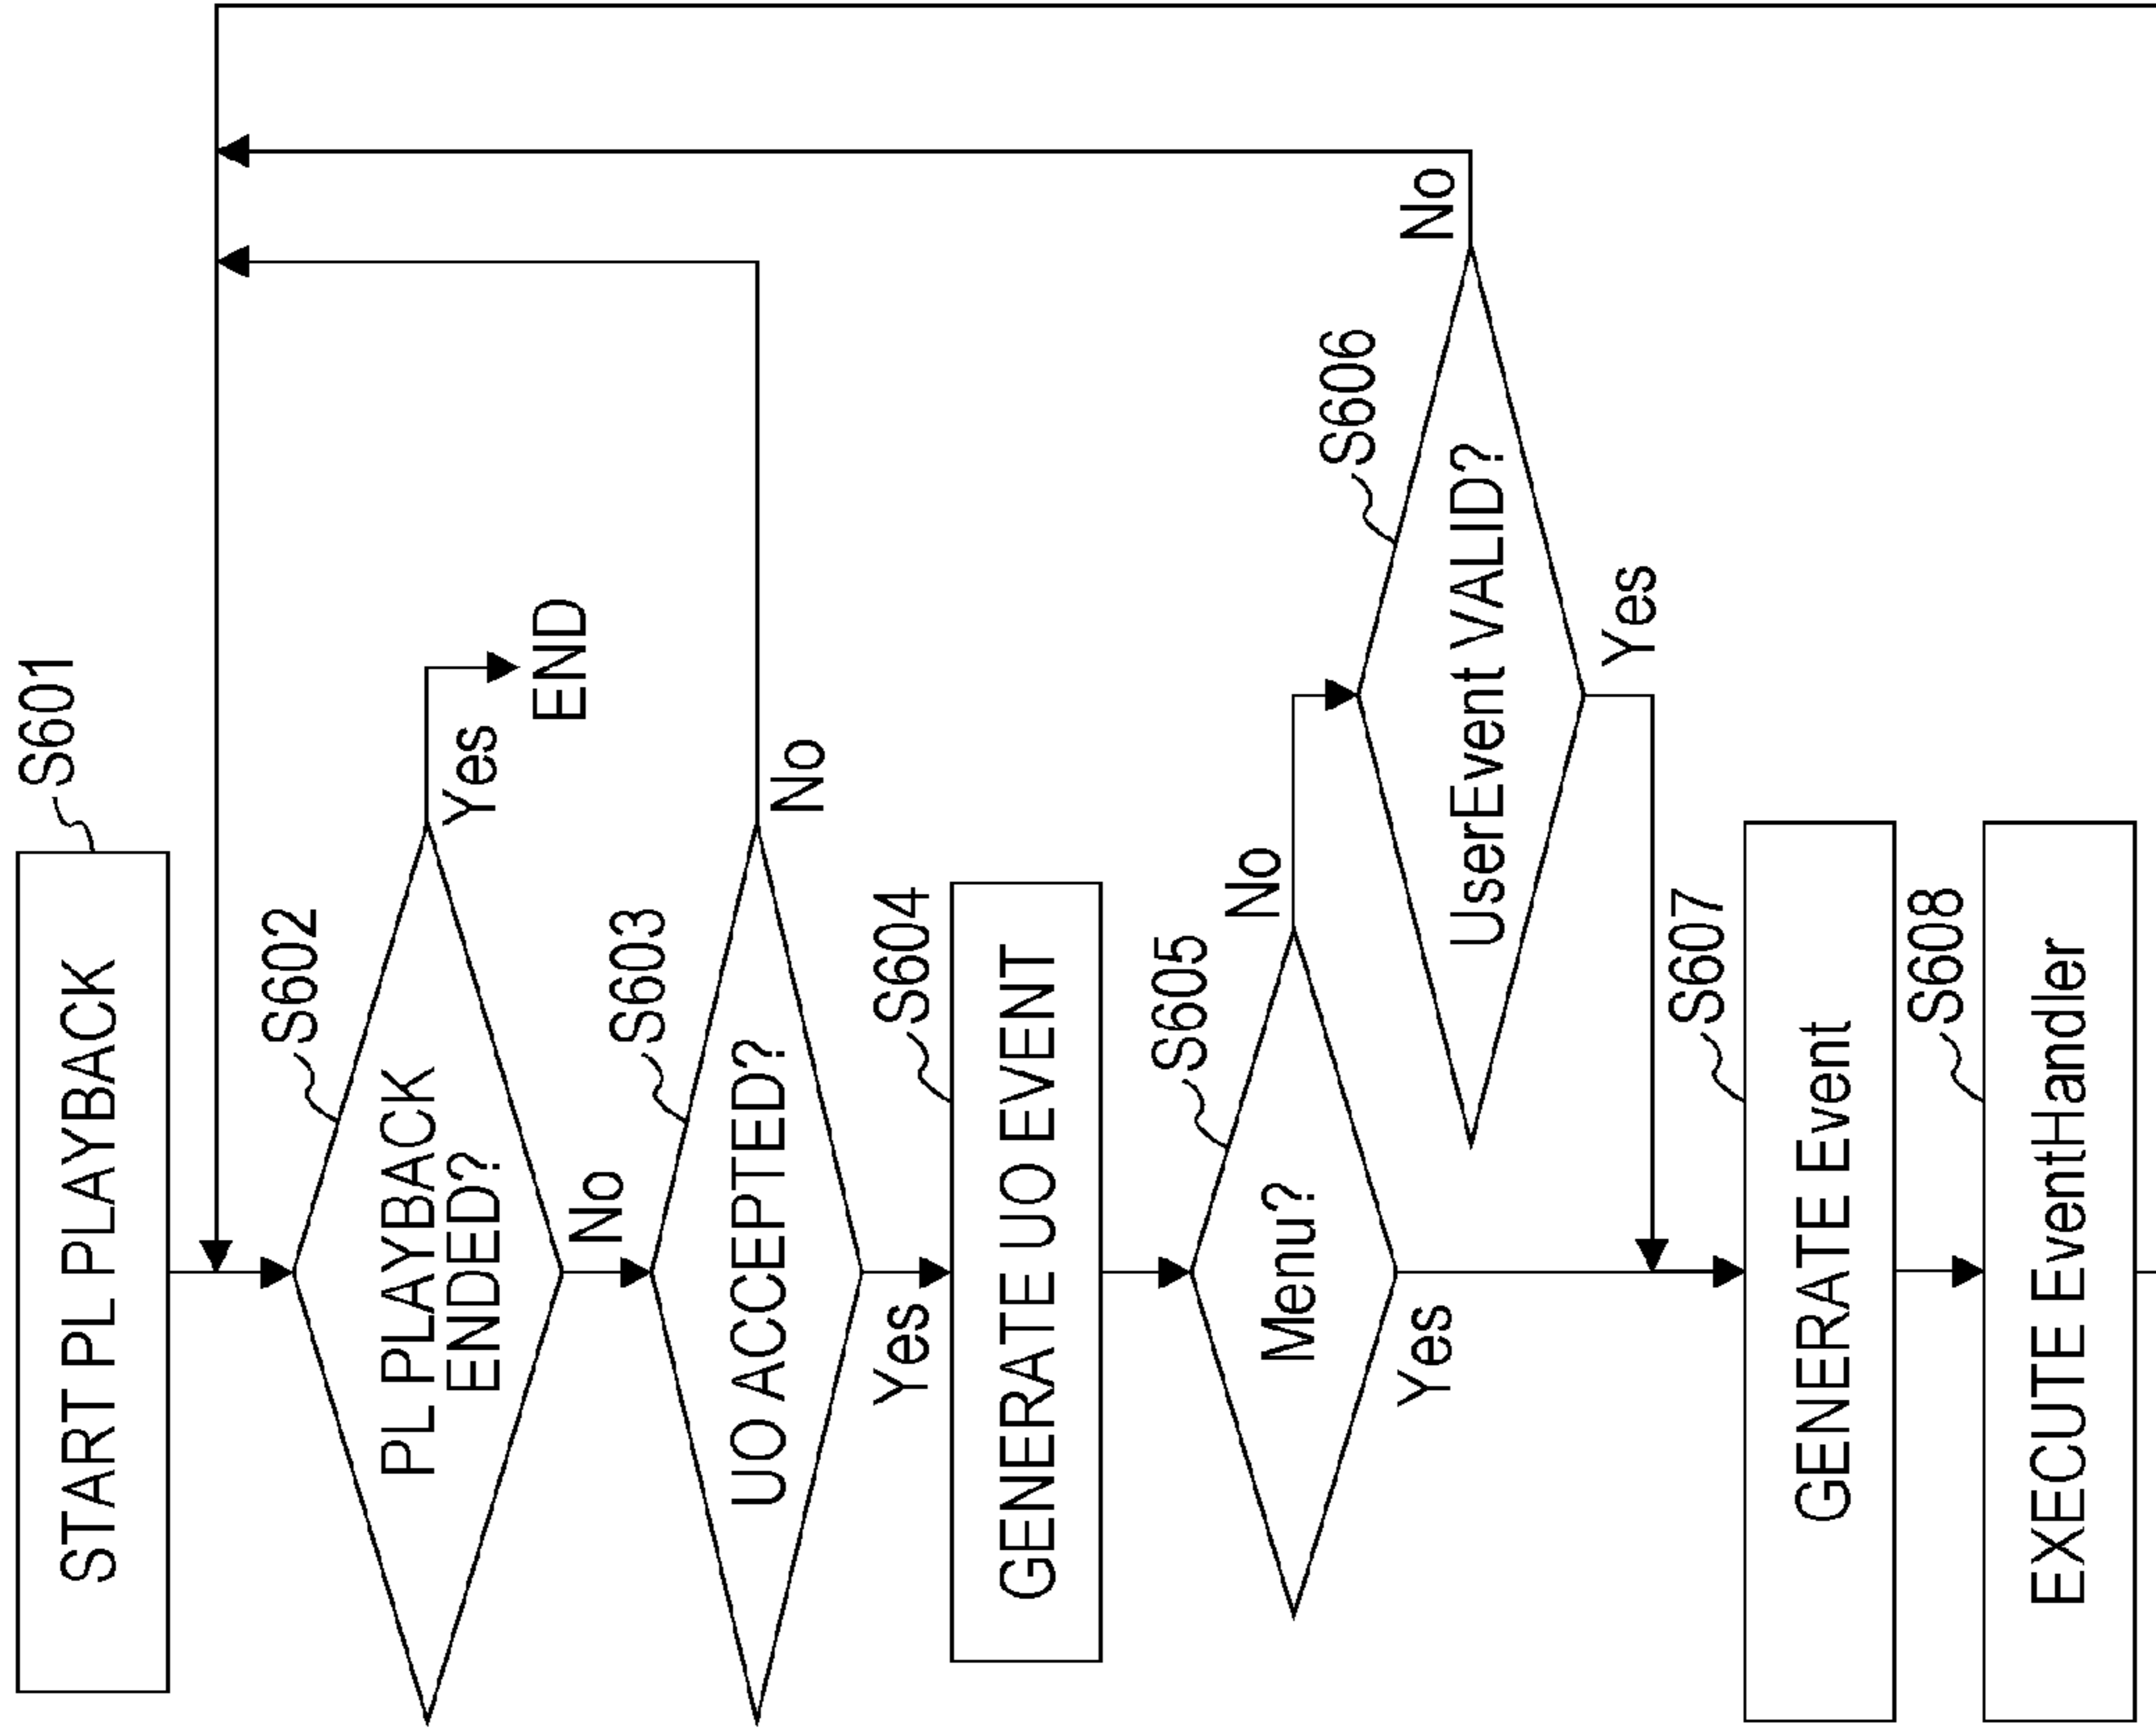 START PL PLAYBACK
S601
PL PLAYBACK
ENDED?
S602
Yes
END
No
UO ACCEPTED?
S603
No
Yes
GENERATE UO EVENT
S604
Menu?
S605
No
Yes
UserEvent VALID?
S606
No
Yes
GENERATE Event
S607
EXECUTE EventHandler
S608